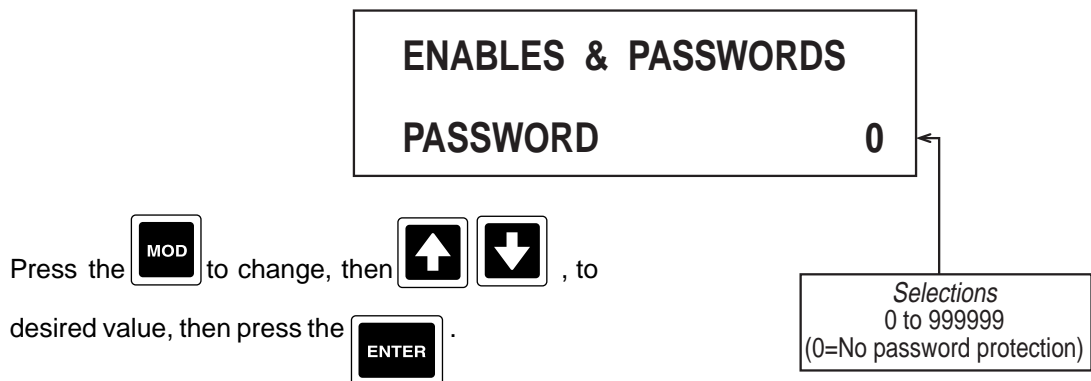 ENABLES & PASSWORDS
PASSWORD 0
Press the MOD to change, then , to
desired value, then press the ENTER .
Selections
0 to 999999
(0=No password protection)